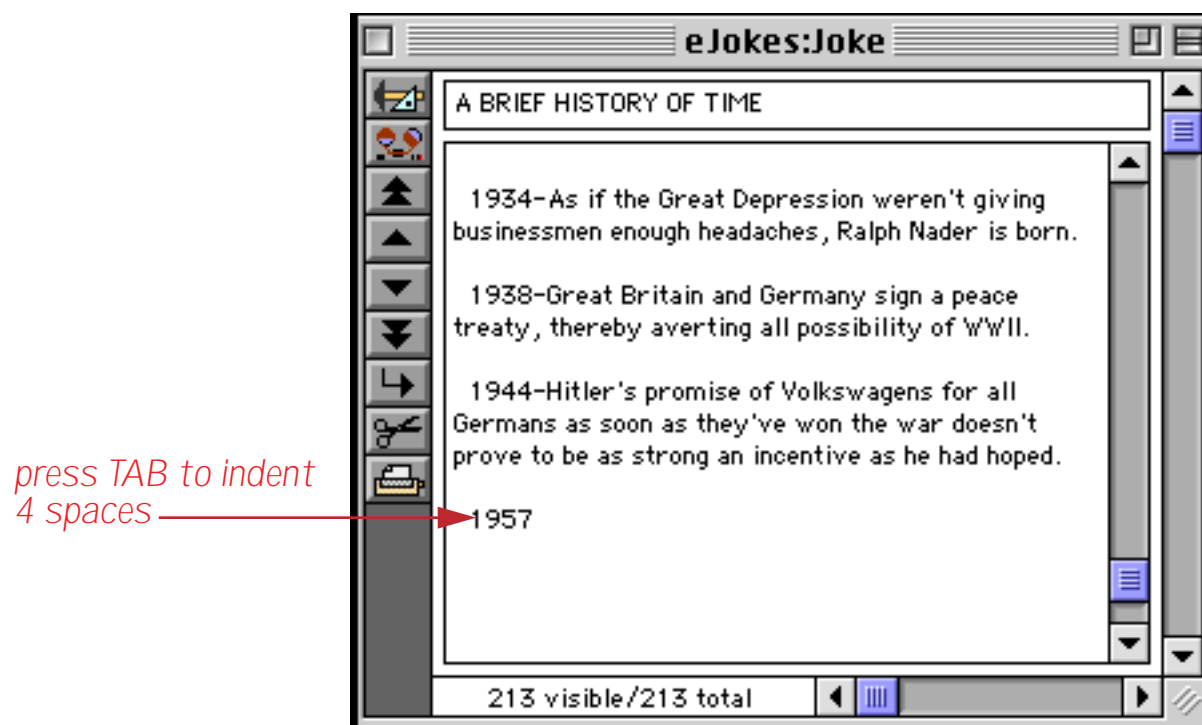 eJokes:Joke
A BRIEF HISTORY OF TIME
1934-As if the Great Depression weren't giving
businessmen enough headaches, Ralph Nader is born.
1938-Great Britain and Germany sign a peace
treaty, thereby averting all possibility of WWII.
1944-Hitler's promise of Volkswagens for all
Germans as soon as they've won the war doesn't
prove to be as strong an incentive as he had hoped.
press TAB to indent
4 spaces
1957
213 visible/213 total